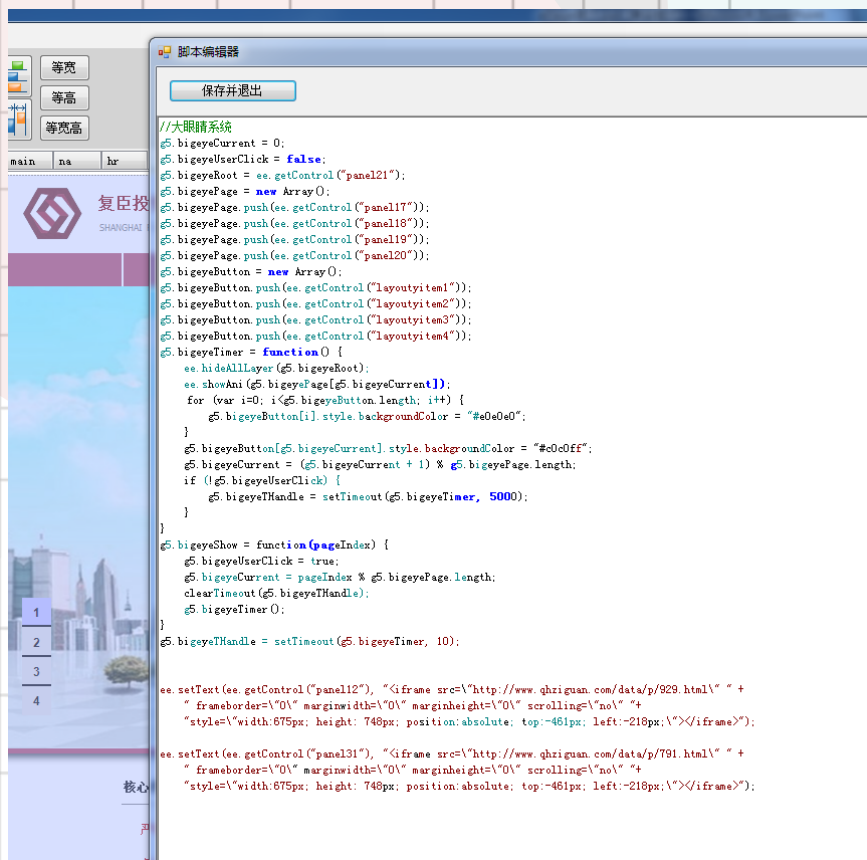 脚本编辑器
等宽
等高
等宽高
保存并退出
main
na
hr
复臣投
SHANGHAI
//大眼睛系统
g5.bigeyeCurrent = 0;
g5.bigeyeUserClick = false;
g5.bigeyeRoot = ee.getControl("panel21");
g5.bigeyePage = new Array();
g5.bigeyePage.push(ee.getControl("panel17"));
g5.bigeyePage.push(ee.getControl("panel18"));
g5.bigeyePage.push(ee.getControl("panel19"));
g5.bigeyePage.push(ee.getControl("panel20"));
g5.bigeyeButton = new Array();
g5.bigeyeButton.push(ee.getControl("layoutyitem1"));
g5.bigeyeButton.push(ee.getControl("layoutyitem2"));
g5.bigeyeButton.push(ee.getControl("layoutyitem3"));
g5.bigeyeButton.push(ee.getControl("layoutyitem4"));
g5.bigeyeTimer = function() {
    ee.hideAllLayer(g5.bigeyeRoot);
    ee.showAni(g5.bigeyePage[g5.bigeyeCurrent]);
    for (var i=0; i<g5.bigeyeButton.length; i++) {
        g5.bigeyeButton[i].style.backgroundColor = "#e0e0e0";
    }
    g5.bigeyeButton[g5.bigeyeCurrent].style.backgroundColor = "#c0c0ff";
    g5.bigeyeCurrent = (g5.bigeyeCurrent + 1) % g5.bigeyePage.length;
    if (!g5.bigeyeUserClick) {
        g5.bigeyeTHandle = setTimeout(g5.bigeyeTimer, 5000);
    }
}
g5.bigeyeShow = function(pageIndex) {
    g5.bigeyeUserClick = true;
    g5.bigeyeCurrent = pageIndex % g5.bigeyePage.length;
    clearTimeout(g5.bigeyeTHandle);
    g5.bigeyeTimer();
}
g5.bigeyeTHandle = setTimeout(g5.bigeyeTimer, 10);
ee.setText(ee.getControl("panel12"), "<iframe src=\"http://www.qhziguan.com/data/p/929.html\" " +
    " frameborder=\"0\" marginwidth=\"0\" marginheight=\"0\" scrolling=\"no\" "+
    "style=\"width:675px; height: 748px; position:absolute; top:-461px; left:-218px;\"></iframe>");
ee.setText(ee.getControl("panel31"), "<iframe src=\"http://www.qhziguan.com/data/p/791.html\" " +
    " frameborder=\"0\" marginwidth=\"0\" marginheight=\"0\" scrolling=\"no\" "+
    "style=\"width:675px; height: 748px; position:absolute; top:-461px; left:-218px;\"></iframe>");
1
2
3
4
核心
严